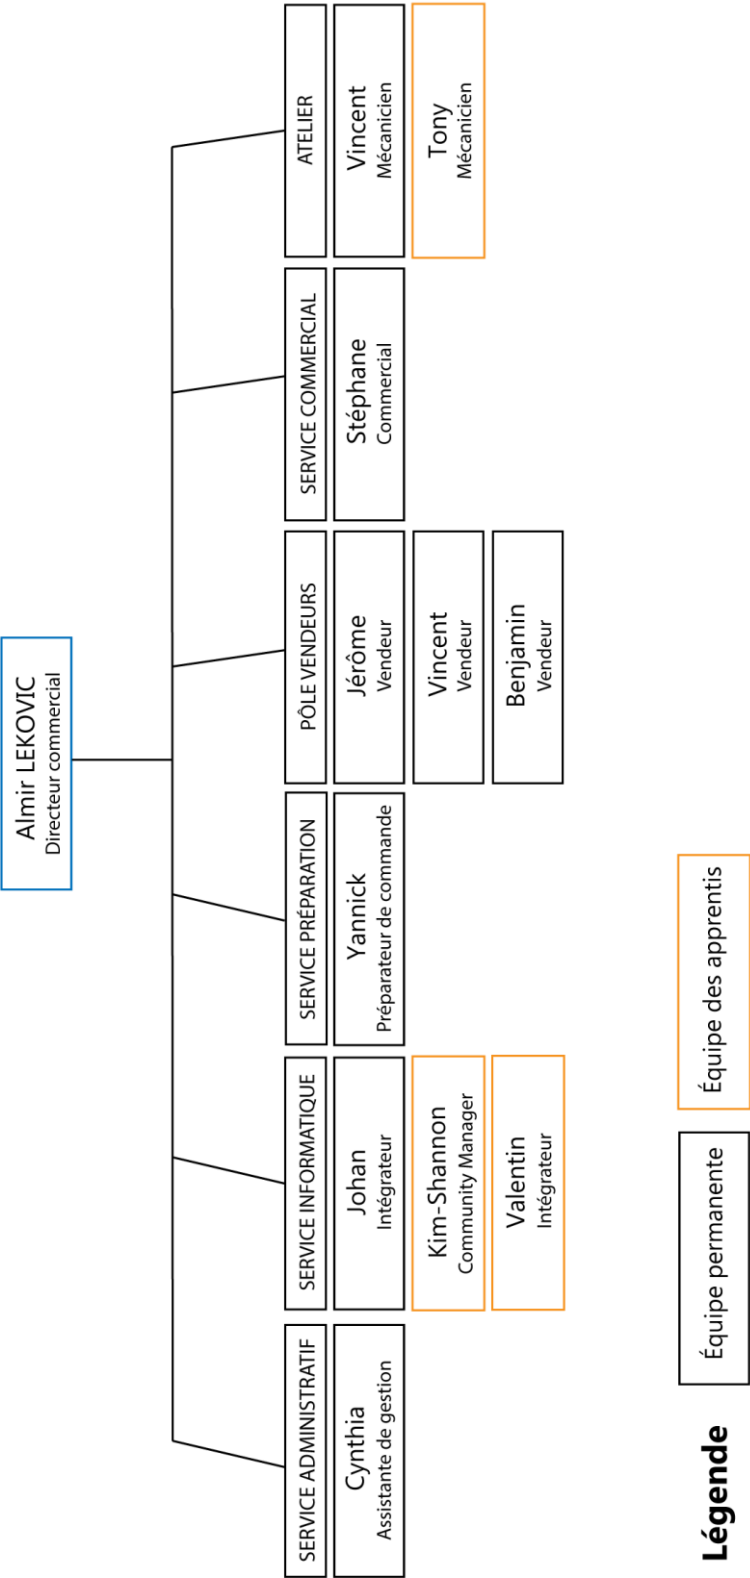 Almir LEKOVIC
Directeur commercial
SERVICE ADMINISTRATIF
Cynthia
Assistante de gestion
SERVICE INFORMATIQUE
Johan
Intégrateur
Kim-Shannon
Community Manager
Valentin
Intégrateur
SERVICE PRÉPARATION
Yannick
Préparateur de commande
PÔLE VENDEURS
Jérôme
Vendeur
Vincent
Vendeur
Benjamin
Vendeur
SERVICE COMMERCIAL
Stéphane
Commercial
ATELIER
Vincent
Mécanicien
Tony
Mécanicien
Légende
Équipe permanente
Équipe des apprentis